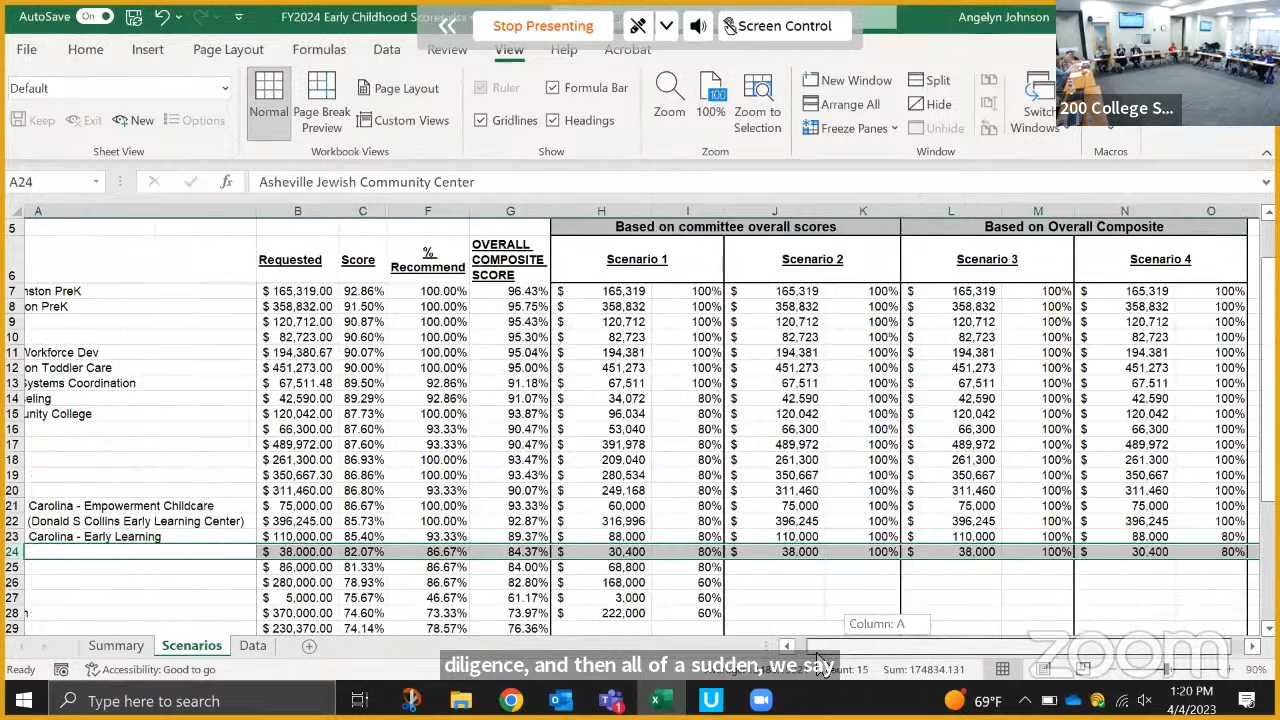 AutoSave On FY2024 Early Childhood Scores.xlsx Angelyn Johnson
Stop Presenting Screen Control
File Home Insert Page Layout Formulas Data Review View Help Acrobat
200 College S...
Default
Keep Exit New Options
Sheet View
Normal
Page Break Preview
Page Layout
Custom Views
Workbook Views
Ruler Formula Bar
Gridlines Headings
Show
Zoom 100% Zoom to Selection
Zoom
New Window
Arrange All
Freeze Panes
Split
Hide
Unhide
Switch Windows
Window
Macros
A24 fx Asheville Jewish Community Center
A B C F G H I J K L M N O
5 Based on committee overall scores Based on Overall Composite
6 Requested Score % Recommend OVERALL COMPOSITE SCORE Scenario 1 Scenario 2 Scenario 3 Scenario 4
7 nston PreK $ 165,319.00 92.86% 100.00% 96.43% $ 165,319 100% $ 165,319 100% $ 165,319 100% $ 165,319 100%
8 on PreK $ 358,832.00 91.50% 100.00% 95.75% $ 358,832 100% $ 358,832 100% $ 358,832 100% $ 358,832 100%
9 $ 120,712.00 90.87% 100.00% 95.43% $ 120,712 100% $ 120,712 100% $ 120,712 100% $ 120,712 100%
10 $ 82,723.00 90.60% 100.00% 95.30% $ 82,723 100% $ 82,723 100% $ 82,723 100% $ 82,723 100%
11 Workforce Dev $ 194,380.67 90.07% 100.00% 95.04% $ 194,381 100% $ 194,381 100% $ 194,381 100% $ 194,381 100%
12 on Toddler Care $ 451,273.00 90.00% 100.00% 95.00% $ 451,273 100% $ 451,273 100% $ 451,273 100% $ 451,273 100%
13 Systems Coordination $ 67,511.48 89.50% 92.86% 91.18% $ 67,511 100% $ 67,511 100% $ 67,511 100% $ 67,511 100%
14 eling $ 42,590.00 89.29% 92.86% 91.07% $ 34,072 80% $ 42,590 100% $ 42,590 100% $ 42,590 100%
15 unity College $ 120,042.00 87.73% 100.00% 93.87% $ 96,034 80% $ 120,042 100% $ 120,042 100% $ 120,042 100%
16 $ 66,300.00 87.60% 93.33% 90.47% $ 53,040 80% $ 66,300 100% $ 66,300 100% $ 66,300 100%
17 $ 489,972.00 87.60% 93.33% 90.47% $ 391,978 80% $ 489,972 100% $ 489,972 100% $ 489,972 100%
18 $ 261,300.00 86.93% 100.00% 93.47% $ 209,040 80% $ 261,300 100% $ 261,300 100% $ 261,300 100%
19 $ 350,667.30 86.86% 100.00% 93.43% $ 280,534 80% $ 350,667 100% $ 350,667 100% $ 350,667 100%
20 $ 311,460.00 86.80% 93.33% 90.07% $ 249,168 80% $ 311,460 100% $ 311,460 100% $ 311,460 100%
21 Carolina - Empowerment Childcare $ 75,000.00 86.67% 100.00% 93.33% $ 60,000 80% $ 75,000 100% $ 75,000 100% $ 75,000 100%
22 (Donald S Collins Early Learning Center) $ 396,245.00 85.73% 100.00% 92.87% $ 316,996 80% $ 396,245 100% $ 396,245 100% $ 396,245 100%
23 Carolina - Early Learning $ 110,000.00 85.40% 93.33% 89.37% $ 88,000 80% $ 110,000 100% $ 110,000 100% $ 88,000 80%
24 $ 38,000.00 82.07% 86.67% 84.37% $ 30,400 80% $ 38,000 100% $ 38,000 100% $ 30,400 80%
25 $ 86,000.00 81.33% 86.67% 84.00% $ 68,800 80%
26 $ 280,000.00 78.93% 86.67% 82.80% $ 168,000 60%
27 $ 5,000.00 75.67% 46.67% 61.17% $ 3,000 60%
28 $ 370,000.00 74.60% 73.33% 73.97% $ 222,000 60%
29 $ 230,370.00 74.14% 78.57% 76.36%
Column: A
Summary Scenarios Data
zoom
diligence, and then all of a sudden, we say
Ready Accessibility: Good to go Sum: 174834.131 90%
Type here to search 69°F 1:20 PM
4/4/2023